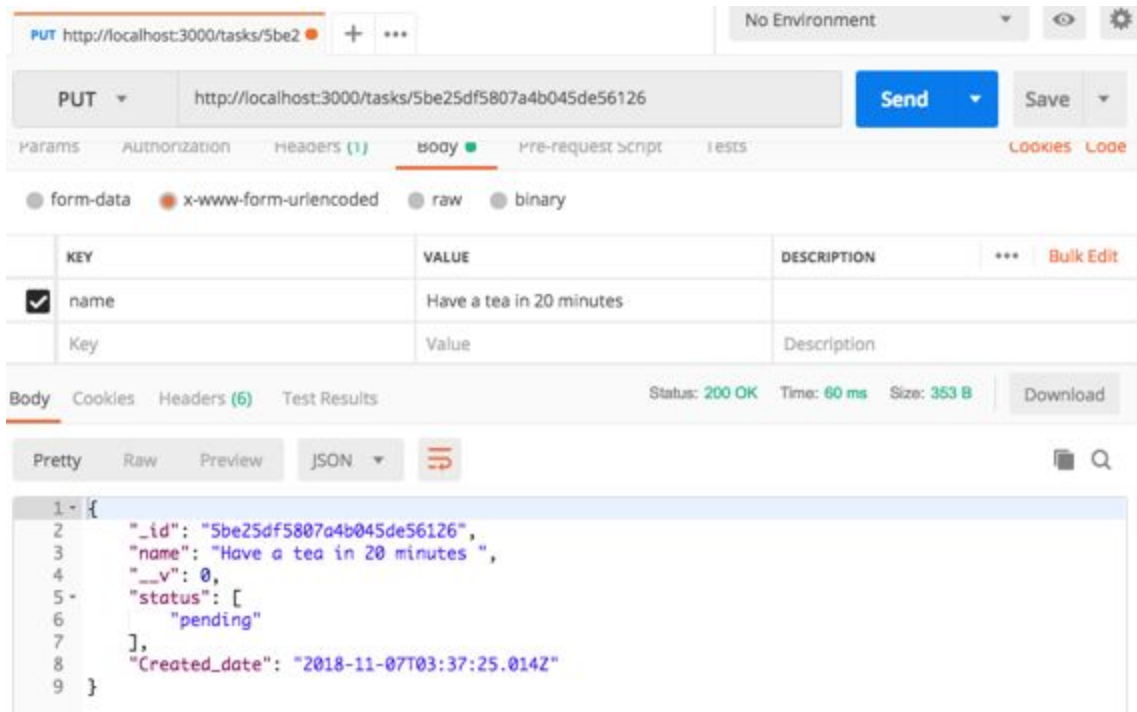 PUT http://localhost:3000/tasks/5be2 + ••• No Environment
PUT http://localhost:3000/tasks/5be25df5807a4b045de56126 Send Save
Params Authorization Headers (1) Body Pre-request Script Tests Cookies Code
form-data x-www-form-urlencoded raw binary
KEY VALUE DESCRIPTION ••• Bulk Edit
name Have a tea in 20 minutes
Key Value Description
Body Cookies Headers (6) Test Results Status: 200 OK Time: 60 ms Size: 353 B Download
Pretty Raw Preview JSON
1 {
2 "_id": "5be25df5807a4b045de56126",
3 "name": "Have a tea in 20 minutes ",
4 "__v": 0,
5 "status": [
6 "pending"
7 ],
8 "Created_date": "2018-11-07T03:37:25.014Z"
9 }